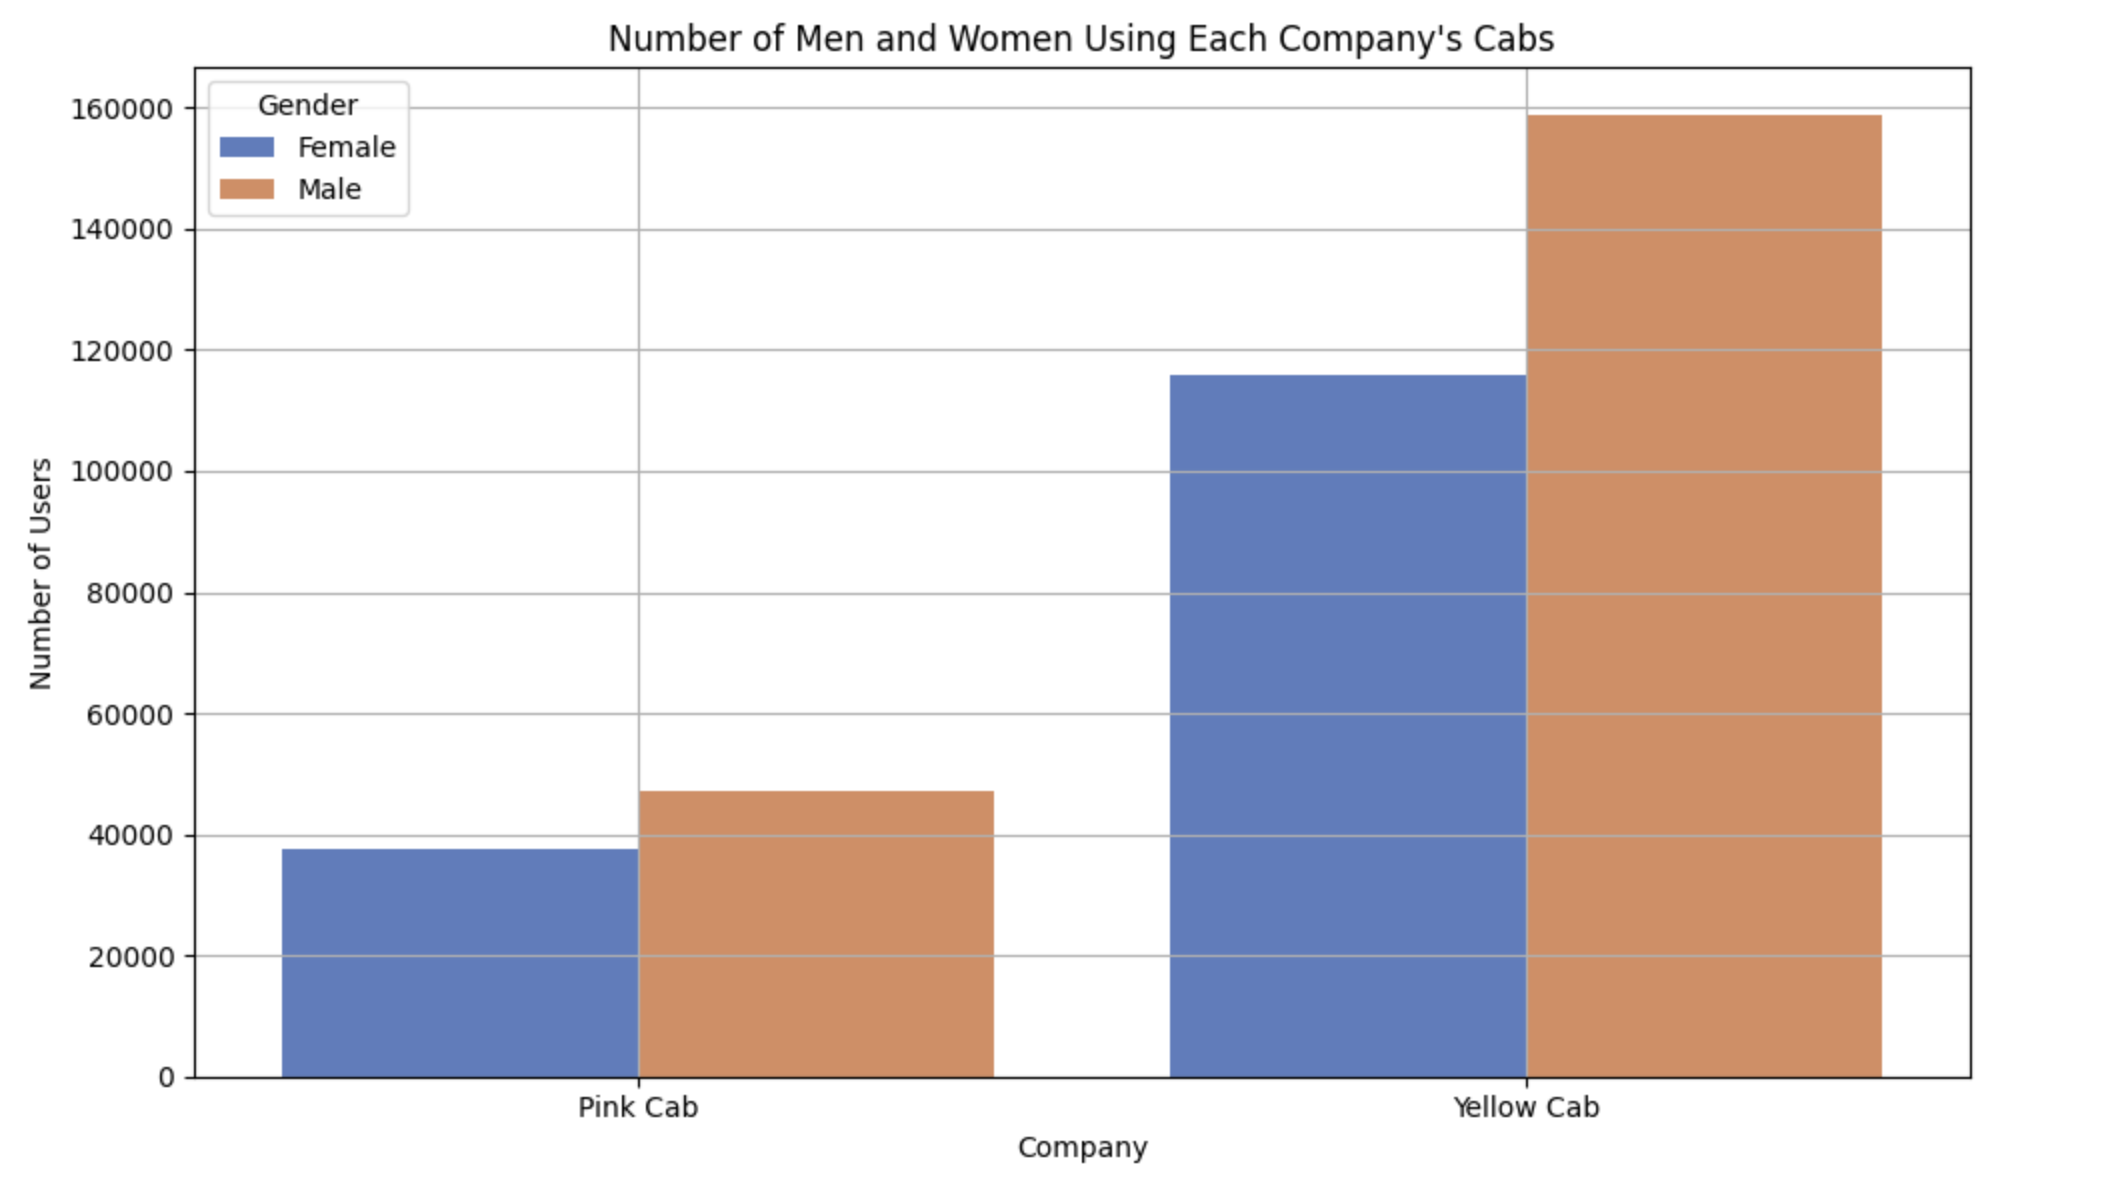 Number of Men and Women Using Each Company's Cabs
Gender
Female
Male
160000
140000
120000
100000
80000
60000
40000
20000
0
Number of Users
Pink Cab
Yellow Cab
Company